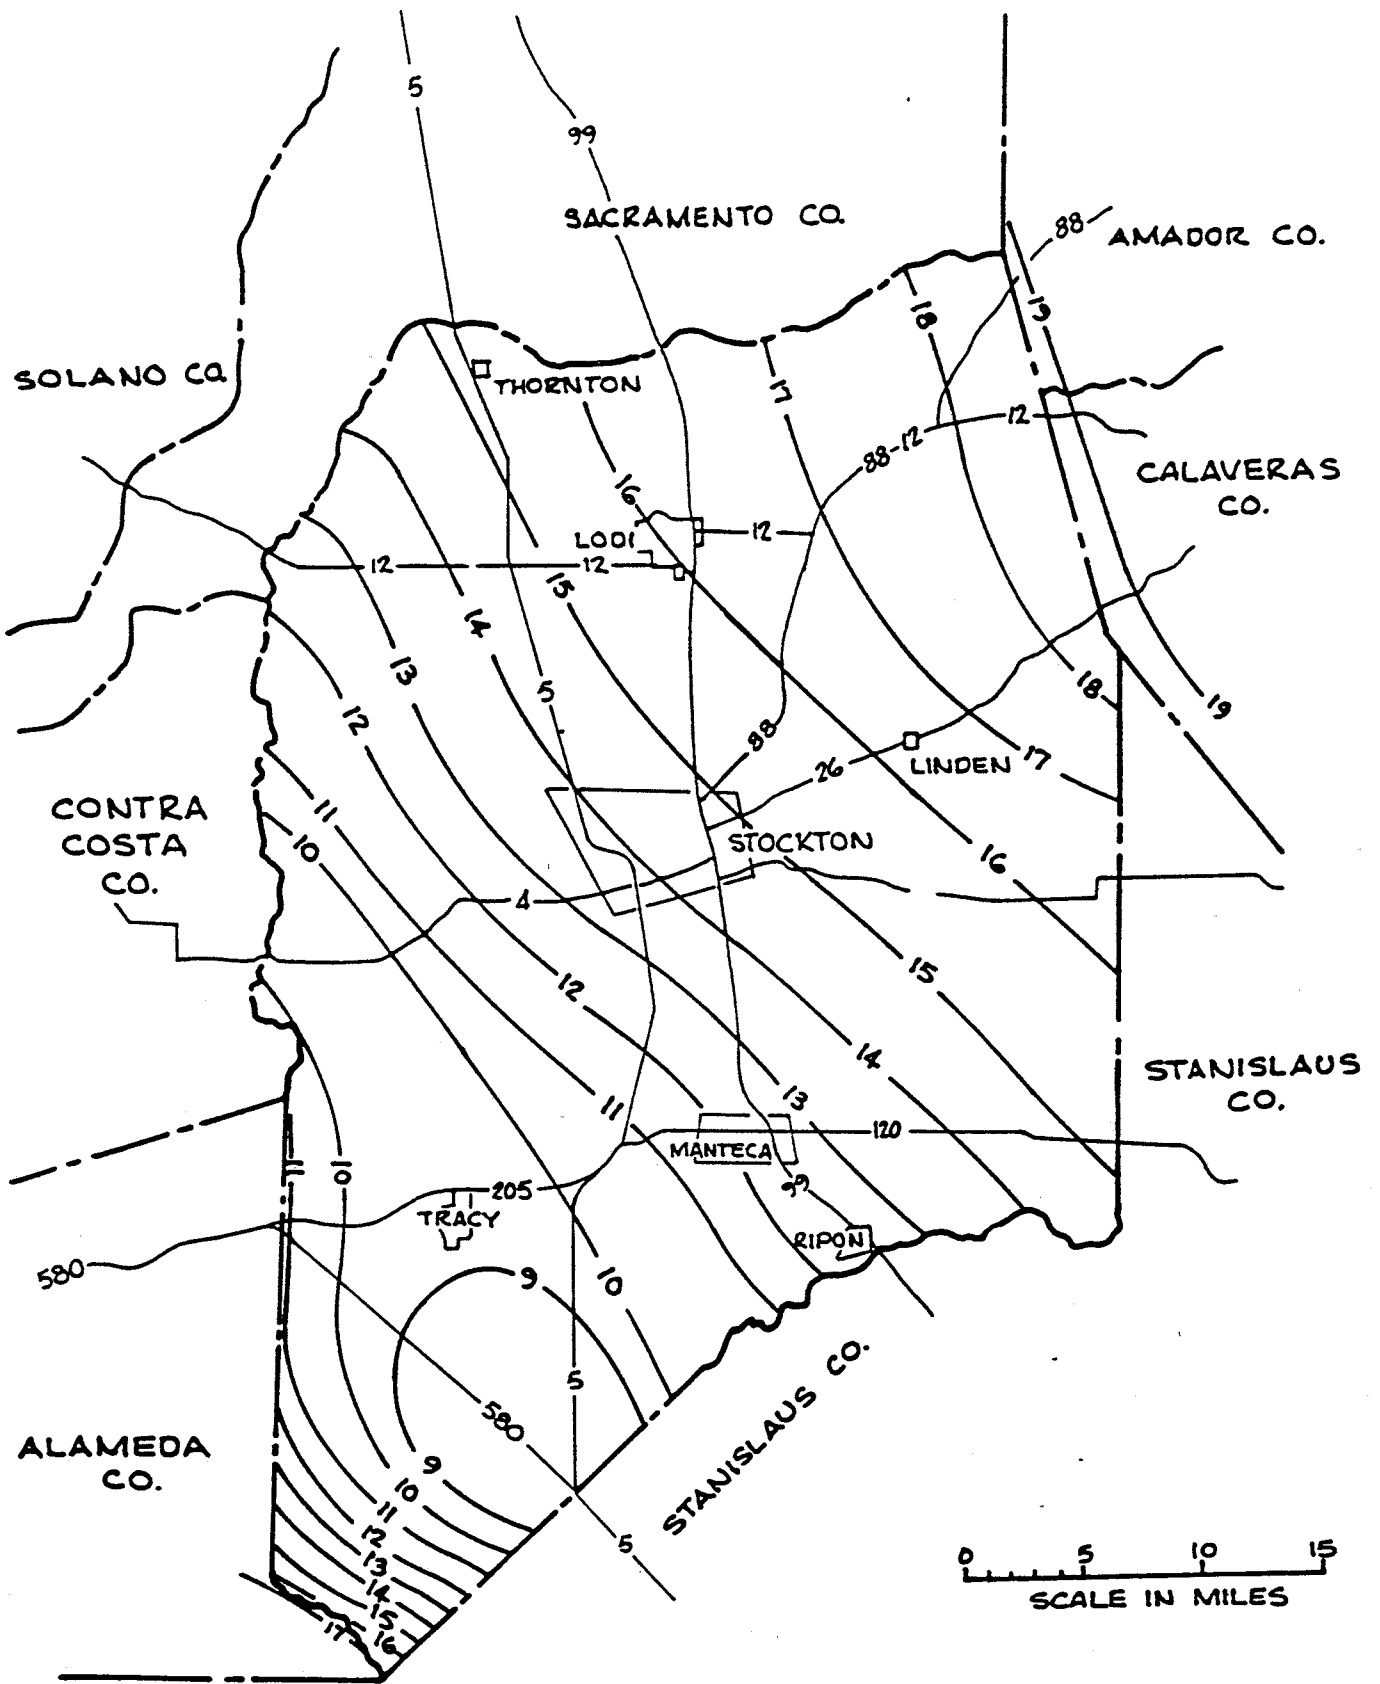 5
99
SACRAMENTO CO.
88
AMADOR CO.
19
18
SOLANO CO.
THORNTON
17
12
88-12
CALAVERAS
CO.
16
LODI
12
12
12
15
14
13
5
18
19
12
88
17
26
LINDEN
CONTRA
COSTA
CO.
11
10
STOCKTON
16
4
15
12
14
STANISLAUS
CO.
13
11
120
MANTECA
11
10
99
205
TRACY
RIPON
580
9
10
5
STANISLAUS CO.
580
ALAMEDA
CO.
9
10
11
12
13
14
15
16
17
5
0 5 10 15
SCALE IN MILES